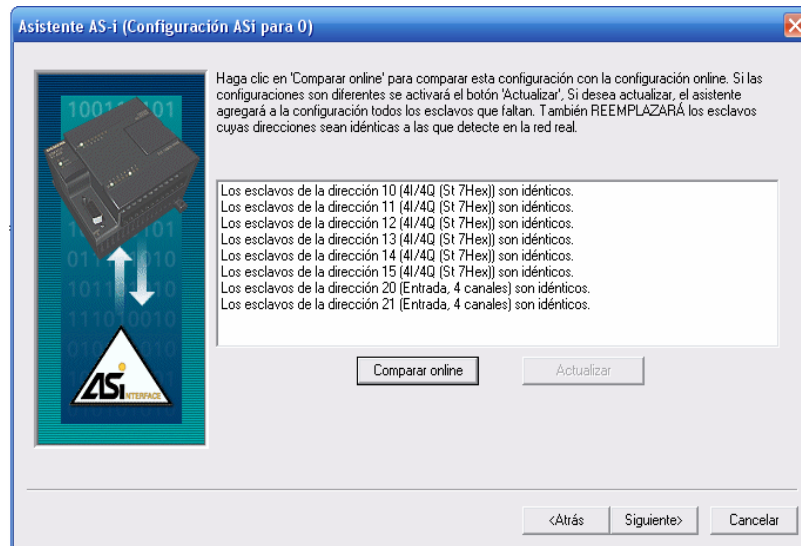 Asistente AS-i (Configuración ASi para 0)
Haga clic en 'Comparar online' para comparar esta configuración con la configuración online. Si las
configuraciones son diferentes se activará el botón 'Actualizar', Si desea actualizar, el asistente
agregará a la configuración todos los esclavos que faltan. También REEMPLAZARÁ los esclavos
cuyas direcciones sean idénticas a las que detecte en la red real.
Los esclavos de la dirección 10 (4I/4Q (St 7Hex)) son idénticos.
Los esclavos de la dirección 11 (4I/4Q (St 7Hex)) son idénticos.
Los esclavos de la dirección 12 (4I/4Q (St 7Hex)) son idénticos.
Los esclavos de la dirección 13 (4I/4Q (St 7Hex)) son idénticos.
Los esclavos de la dirección 14 (4I/4Q (St 7Hex)) son idénticos.
Los esclavos de la dirección 15 (4I/4Q (St 7Hex)) son idénticos.
Los esclavos de la dirección 20 (Entrada, 4 canales) son idénticos.
Los esclavos de la dirección 21 (Entrada, 4 canales) son idénticos.
ASi
INTERFACE
Comparar online
Actualizar
<Atrás
Siguiente>
Cancelar